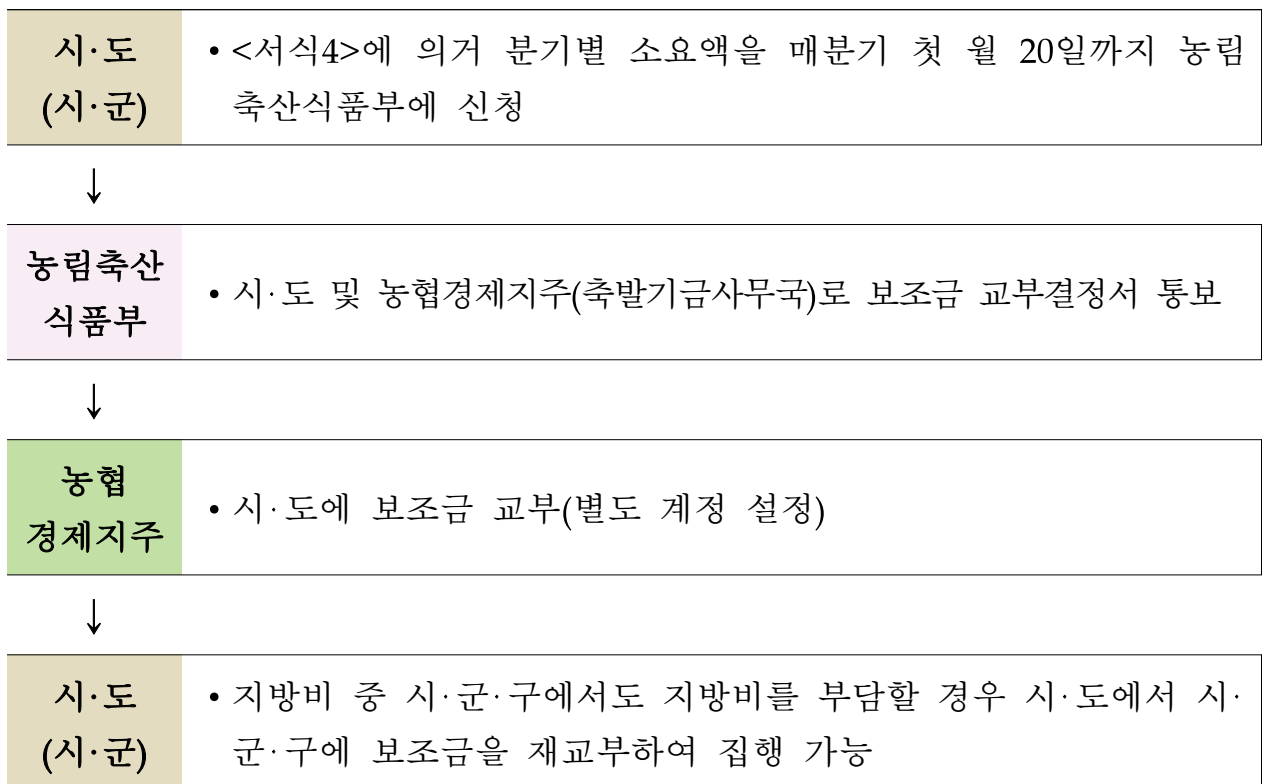 시·도
(시·군)
• <서식4>에 의거 분기별 소요액을 매분기 첫 월 20일까지 농림
축산식품부에 신청
↓
농림축산
식품부
• 시·도 및 농협경제지주(축발기금사무국)로 보조금 교부결정서 통보
↓
농협
경제지주
• 시·도에 보조금 교부(별도 계정 설정)
↓
시·도
(시·군)
• 지방비 중 시·군·구에서도 지방비를 부담할 경우 시·도에서 시·
군·구에 보조금을 재교부하여 집행 가능